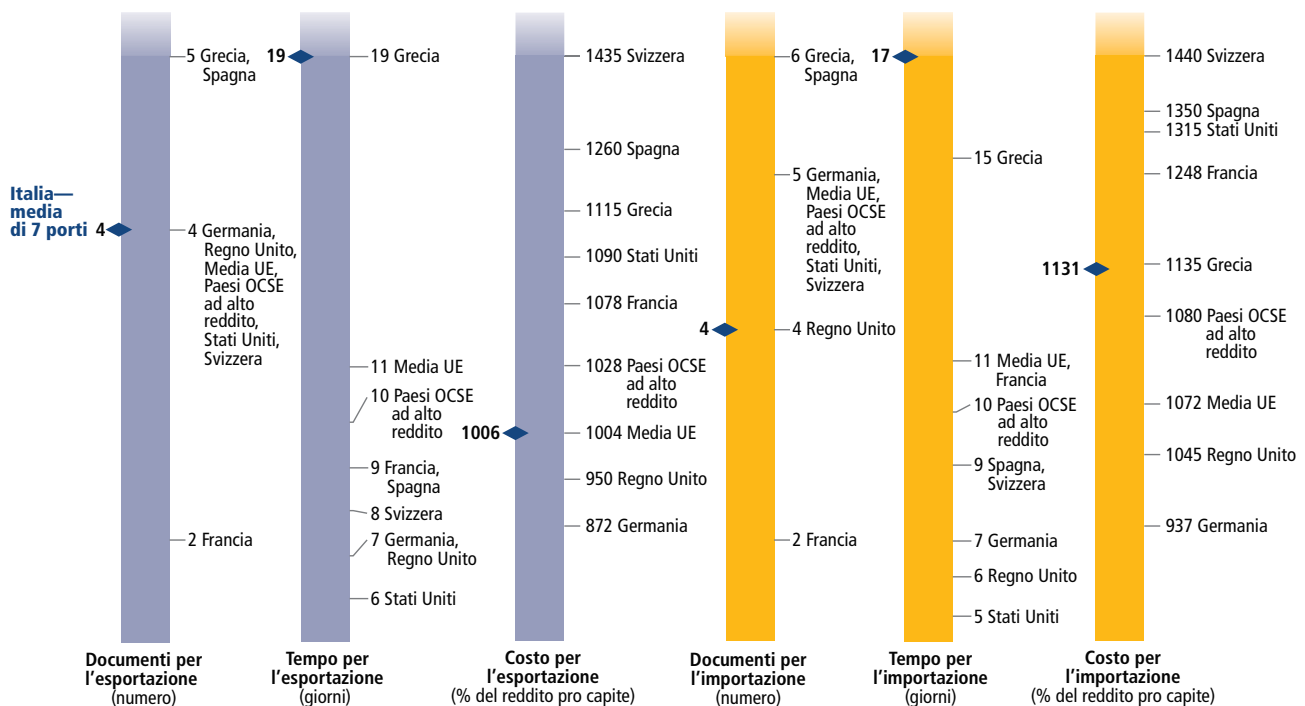 Italia—
media
di 7 porti 4
5 Grecia,
Spagna
4 Germania,
Regno Unito,
Media UE,
Paesi OCSE
ad alto
reddito,
Stati Uniti,
Svizzera
2 Francia
Documenti per
l'esportazione
(numero)
19
19 Grecia
11 Media UE
10 Paesi OCSE
ad alto
reddito
9 Francia,
Spagna
8 Svizzera
7 Germania,
Regno Unito
6 Stati Uniti
Tempo per
l'esportazione
(giorni)
1435 Svizzera
1260 Spagna
1115 Grecia
1090 Stati Uniti
1078 Francia
1028 Paesi OCSE
ad alto
reddito
1006
1004 Media UE
950 Regno Unito
872 Germania
Costo per
l'esportazione
(% del reddito pro capite)
6 Grecia,
Spagna
5 Germania,
Media UE,
Paesi OCSE
ad alto
reddito,
Stati Uniti,
Svizzera
4
4 Regno Unito
2 Francia
Documenti per
l'importazione
(numero)
17
15 Grecia
11 Media UE,
Francia
10 Paesi OCSE
ad alto
reddito
9 Spagna,
Svizzera
7 Germania
6 Regno Unito
5 Stati Uniti
Tempo per
l'importazione
(giorni)
1440 Svizzera
1350 Spagna
1315 Stati Uniti
1248 Francia
1135 Grecia
1131
1080 Paesi OCSE
ad alto
reddito
1072 Media UE
1045 Regno Unito
937 Germania
Costo per
l'importazione
(% del reddito pro capite)